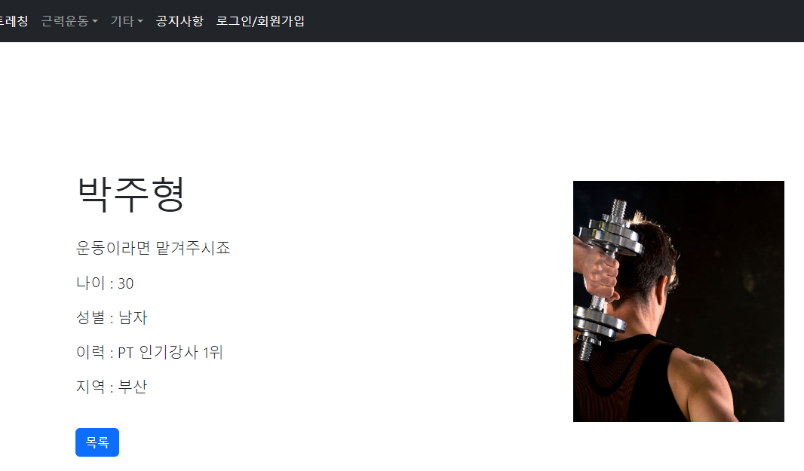 트레칭 근력운동 기타 공지사항 로그인/회원가입
박주형
운동이라면 맡겨주시죠
나이 : 30
성별 : 남자
이력 : PT 인기강사 1위
지역 : 부산
목록